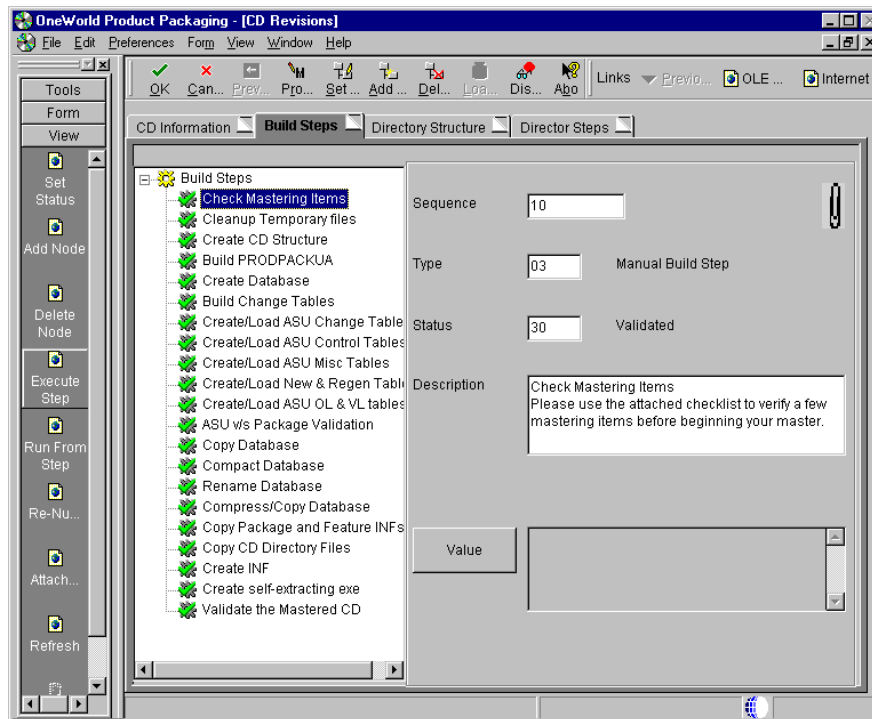 OneWorld Product Packaging - [CD Revisions]
File Edit Preferences Form View Window Help
Tools
Form
View
Set Status
Add Node
Delete Node
Execute Step
Run From Step
Re-Nu...
Attach...
Refresh
OK Can... Prev... Pro... Set ... Add ... Del... Loa... Dis... Abo Links Previo... OLE ... Internet
CD Information Build Steps Directory Structure Director Steps
Build Steps
Check Mastering Items
Cleanup Temporary files
Create CD Structure
Build PRODPACKUA
Create Database
Build Change Tables
Create/Load ASU Change Table
Create/Load ASU Control Tables
Create/Load ASU Misc Tables
Create/Load New & Regen Tabl
Create/Load ASU OL & VL tables
ASU v/s Package Validation
Copy Database
Compact Database
Rename Database
Compress/Copy Database
Copy Package and Feature INFs
Copy CD Directory Files
Create INF
Create self-extracting exe
Validate the Mastered CD
Sequence 10
Type 03 Manual Build Step
Status 30 Validated
Description
Check Mastering Items
Please use the attached checklist to verify a few
mastering items before beginning your master.
Value